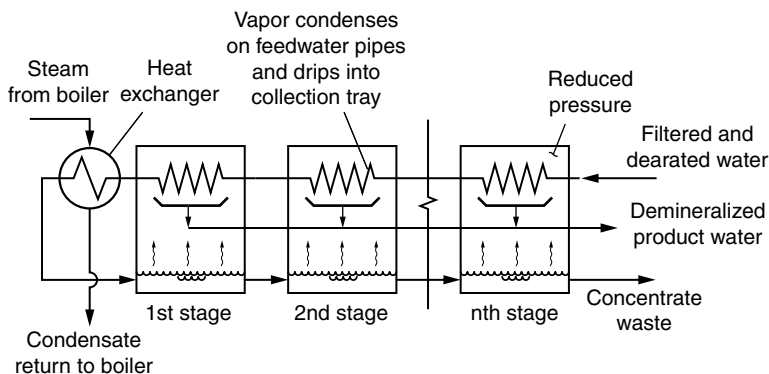 Vapor condenses
on feedwater pipes
and drips into
collection tray
Steam
from boiler
Heat
exchanger
Reduced
pressure
Filtered and
dearated water
Demineralized
product water
Concentrate
waste
1st stage
2nd stage
nth stage
Condensate
return to boiler